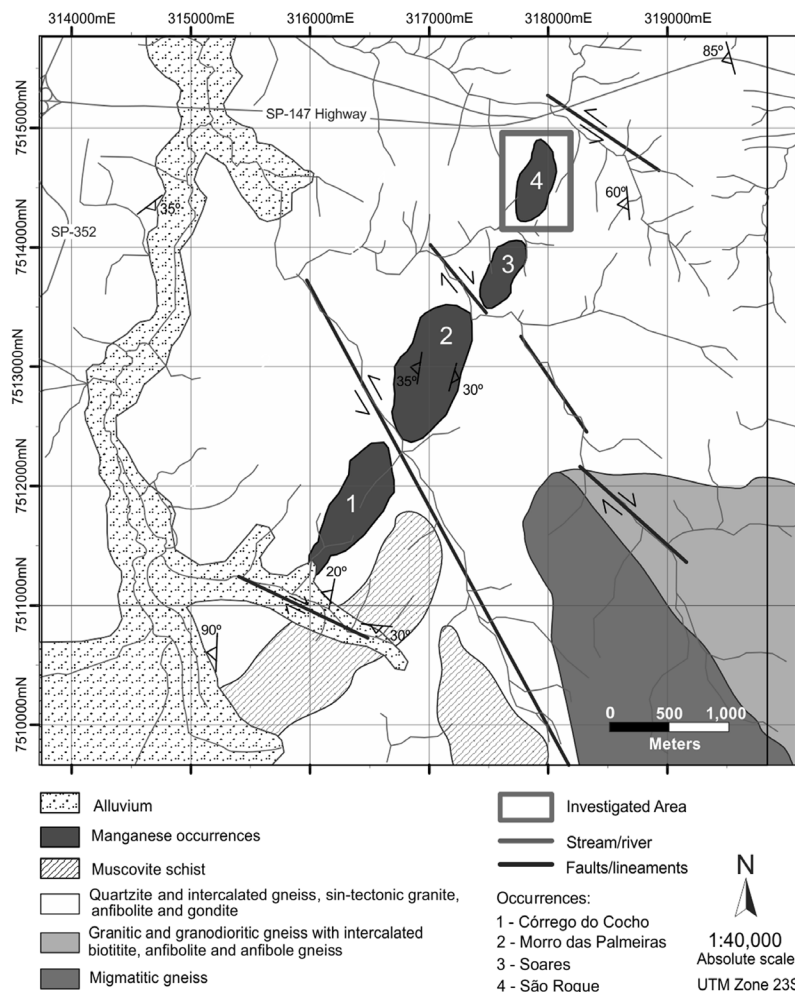 314000mE 315000mE 316000mE 317000mE 318000mE 319000mE
85º
7515000mN
SP-147 Highway
4
60º
35º
SP-352
7514000mN
3
2
7513000mN
35º
30º
7512000mN
1
20º
7511000mN
90º
30º
7510000mN
0 500 1,000
Meters
Alluvium
Manganese occurrences
Muscovite schist
Quartzite and intercalated gneiss, sin-tectonic granite,
anfibolite and gondite
Granitic and granodioritic gneiss with intercalated
biotitite, anfibolite and anfibole gneiss
Migmatitic gneiss
Investigated Area
Stream/river
Faults/lineaments
Occurrences:
1 - Córrego do Cocho
2 - Morro das Palmeiras
3 - Soares
4 - São Roque
N
1:40,000
Absolute scale
UTM Zone 23S